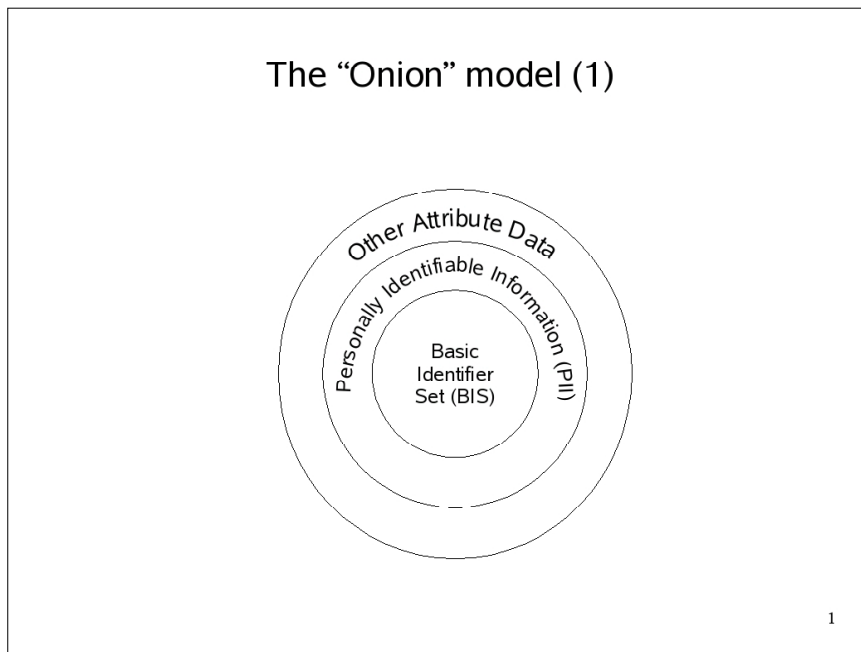 The “Onion” model (1)
Other Attribute Data
Personally Identifiable Information (PII)
Basic
Identifier
Set (BIS)
1